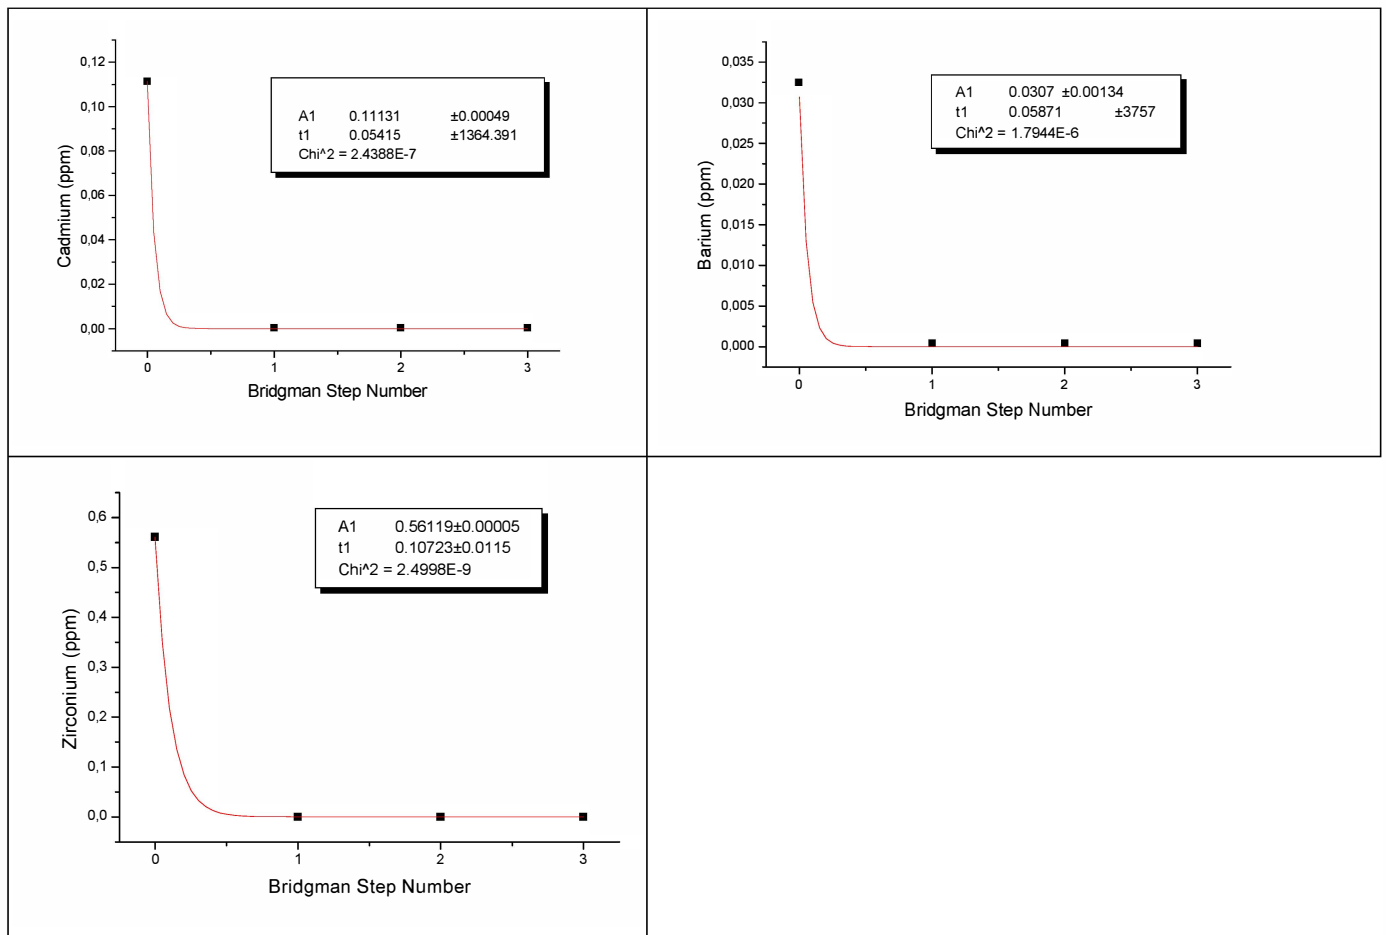 0,12
0,10
0,08
0,06
0,04
0,02
0,00
Cadmium (ppm)
A1 0.11131 ±0.00049
t1 0.05415 ±1364.391
Chi^2 = 2.4388E-7
0 1 2 3
Bridgman Step Number
0,035
0,030
0,025
0,020
0,015
0,010
0,005
0,000
Barium (ppm)
A1 0.0307 ±0.00134
t1 0.05871 ±3757
Chi^2 = 1.7944E-6
0 1 2 3
Bridgman Step Number
0,6
0,5
0,4
0,3
0,2
0,1
0,0
Zirconium (ppm)
A1 0.56119±0.00005
t1 0.10723±0.0115
Chi^2 = 2.4998E-9
0 1 2 3
Bridgman Step Number